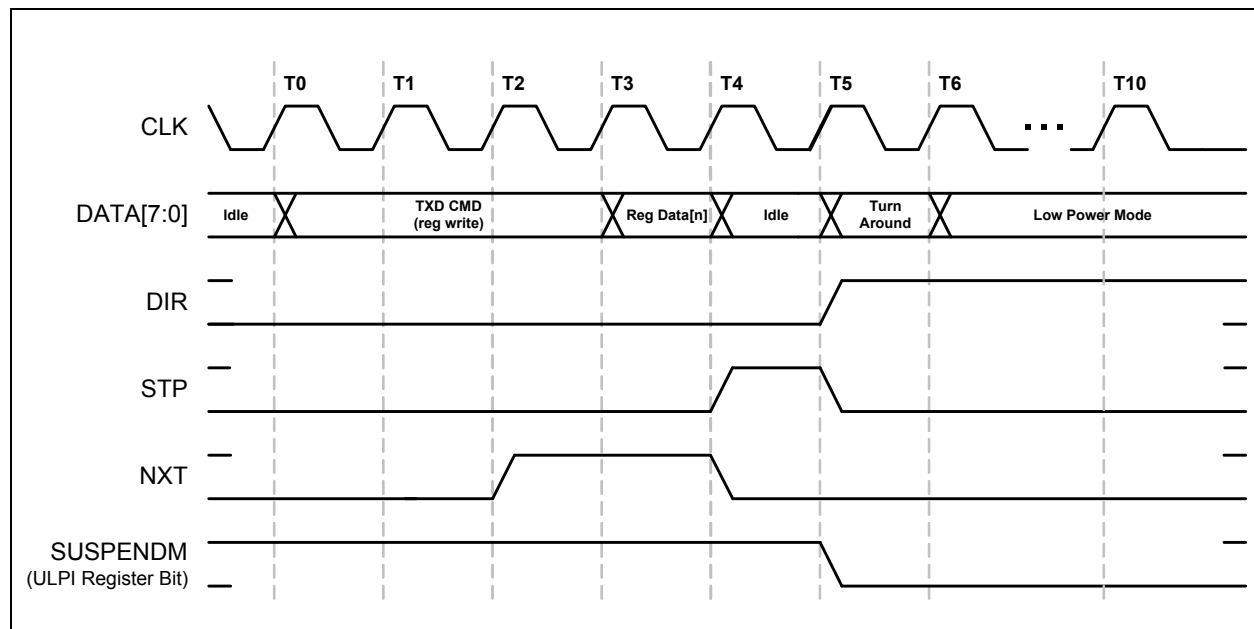 T0 T1 T2 T3 T4 T5 T6 T10
CLK
...
DATA[7:0] Idle TXD CMD Reg Data[n] Idle Turn Low Power Mode
(reg write) Around
DIR
STP
NXT
SUSPENDM
(ULPI Register Bit)